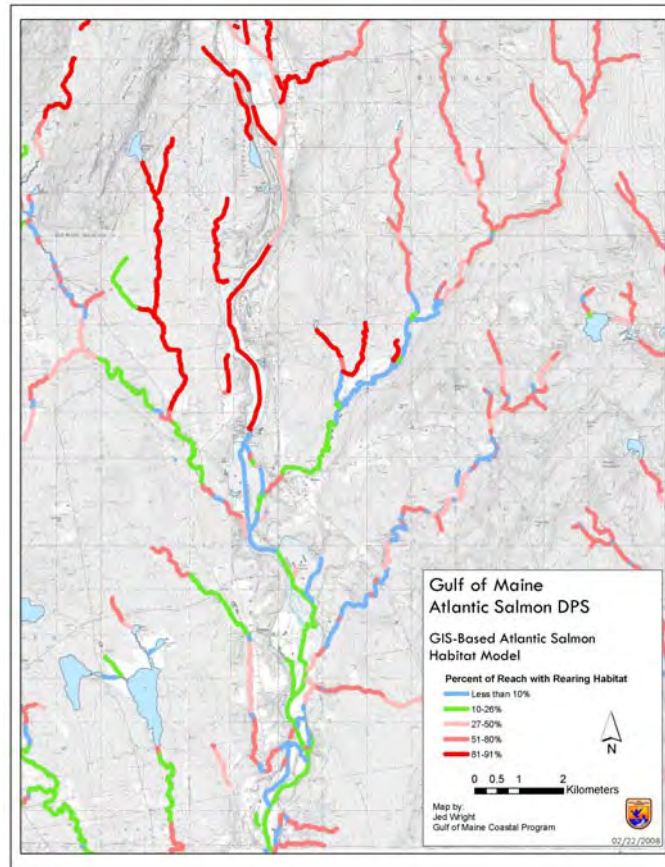 Gulf of Maine
Atlantic Salmon DPS
GIS-Based Atlantic Salmon
Habitat Model
Percent of Reach with Rearing Habitat
Less than 10%
10-26%
27-50%
51-80%
81-91%
N
0 0.5 1 2
Kilometers
Map by:
Jed Wright
Gulf of Maine Coastal Program
02/22/2008